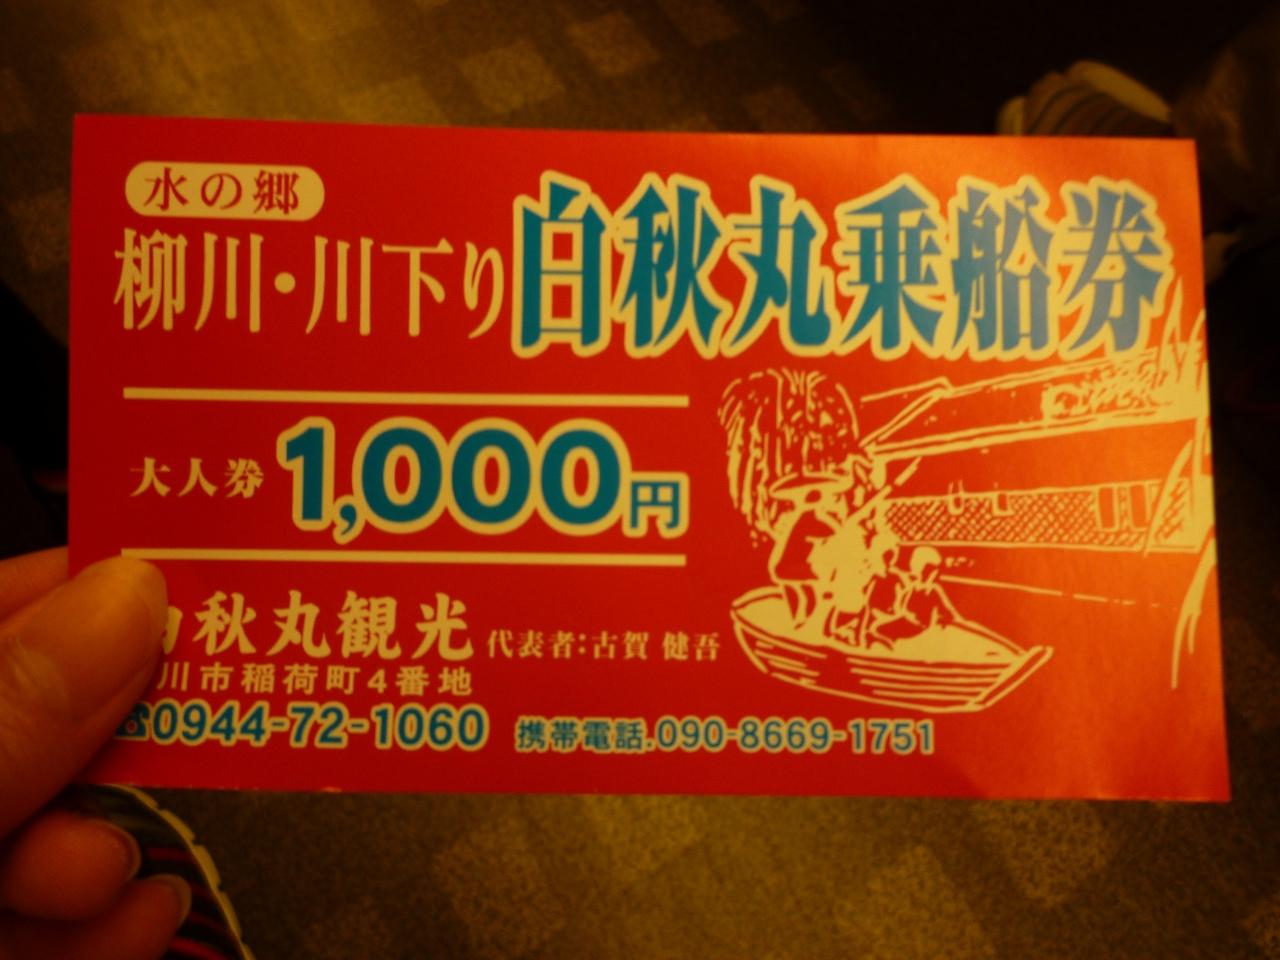 水の郷
柳川・川下り 白秋丸乗船券
大人券 1,000円
秋丸観光 代表者:古賀 健吾
川市稲荷町4番地
☎0944-72-1060 携帯電話.090-8669-1751